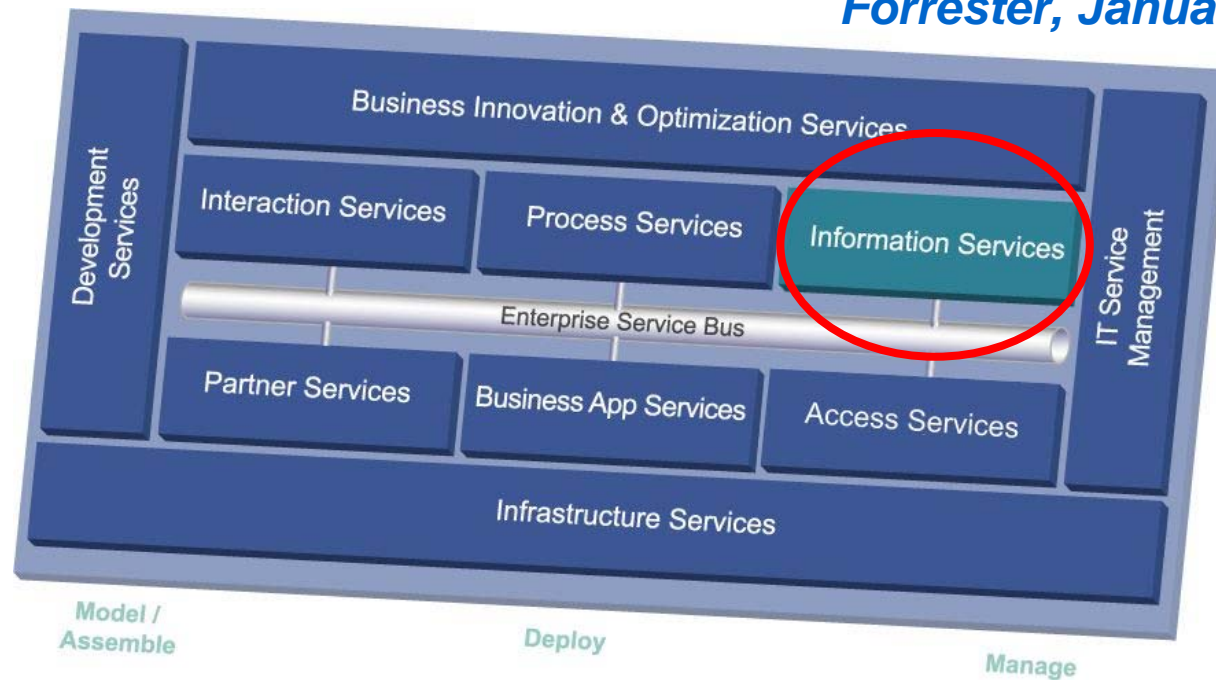 Forrester,
Business Innovation & Optimization Services
Development
Services
Interaction Services
Process Services
Information Services
IT Service
Management
Enterprise Service Bus
Partner Services
Business App Services
Access Services
Infrastructure Services
Model /
Assemble
Deploy
Manage